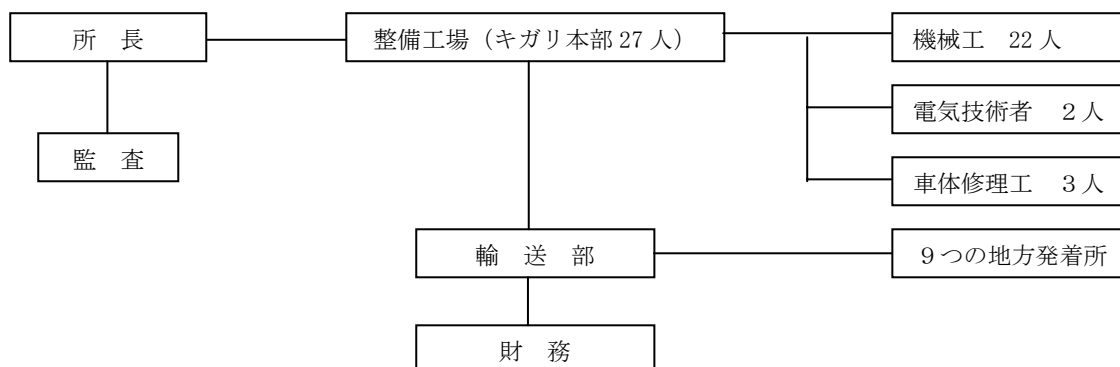 所 長
整備工場（キガリ本部 27 人）
機械工 22 人
電気技術者 ２人
監 査
車体修理工 ３人
輸 送 部
９つの地方発着所
財 務